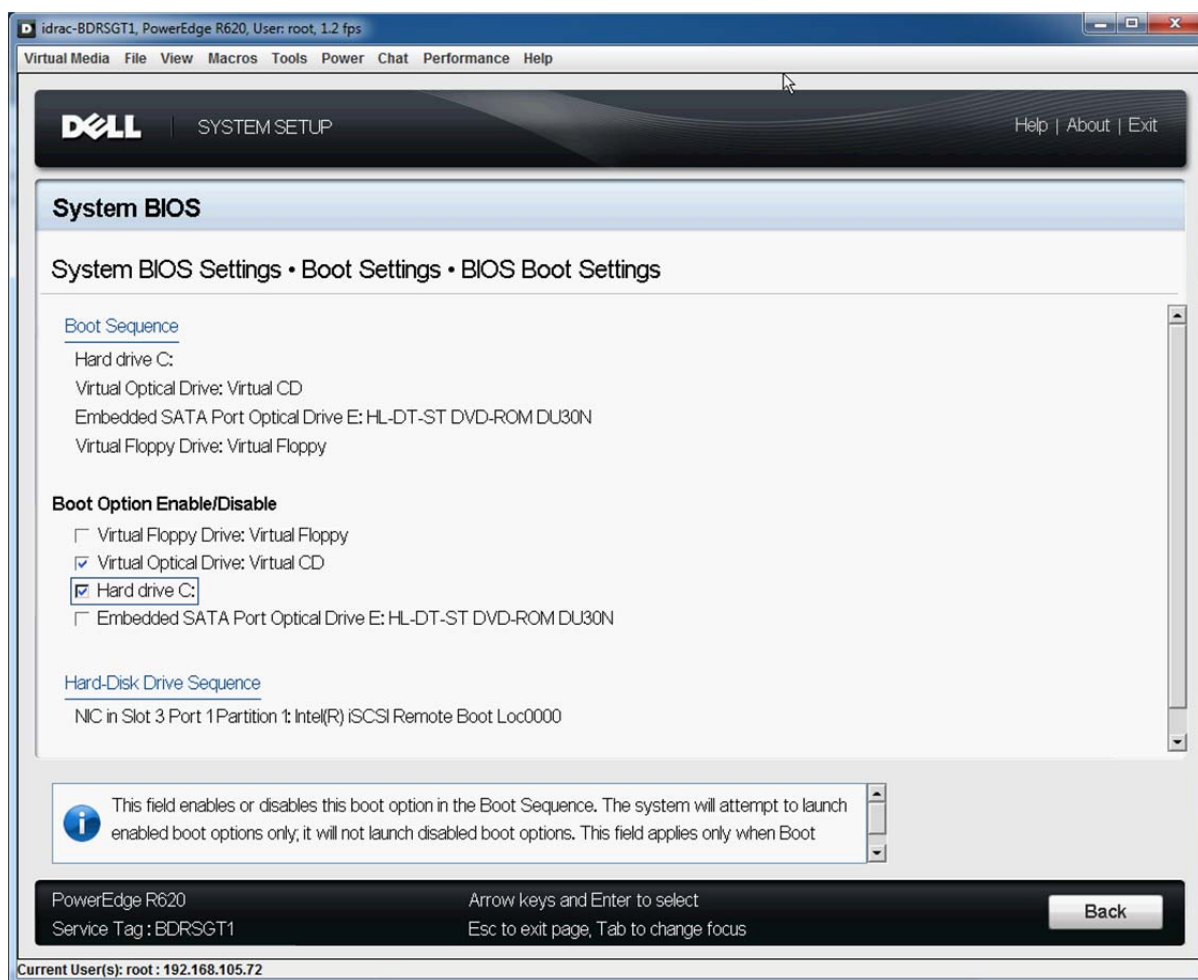 idrac-BDRSGT1, PowerEdge R620, User: root, 1.2 fps
Virtual Media File View Macros Tools Power Chat Performance Help
DELL SYSTEM SETUP Help | About | Exit
System BIOS
System BIOS Settings • Boot Settings • BIOS Boot Settings
Boot Sequence
Hard drive C:
Virtual Optical Drive: Virtual CD
Embedded SATA Port Optical Drive E: HL-DT-ST DVD-ROM DU30N
Virtual Floppy Drive: Virtual Floppy
Boot Option Enable/Disable
Virtual Floppy Drive: Virtual Floppy
Virtual Optical Drive: Virtual CD
Hard drive C:
Embedded SATA Port Optical Drive E: HL-DT-ST DVD-ROM DU30N
Hard-Disk Drive Sequence
NIC in Slot 3 Port 1 Partition 1: Intel(R) iSCSI Remote Boot Loc0000
This field enables or disables this boot option in the Boot Sequence. The system will attempt to launch
enabled boot options only; it will not launch disabled boot options. This field applies only when Boot
PowerEdge R620 Arrow keys and Enter to select
Service Tag : BDRSGT1 Esc to exit page, Tab to change focus
Back
Current User(s): root : 192.168.105.72